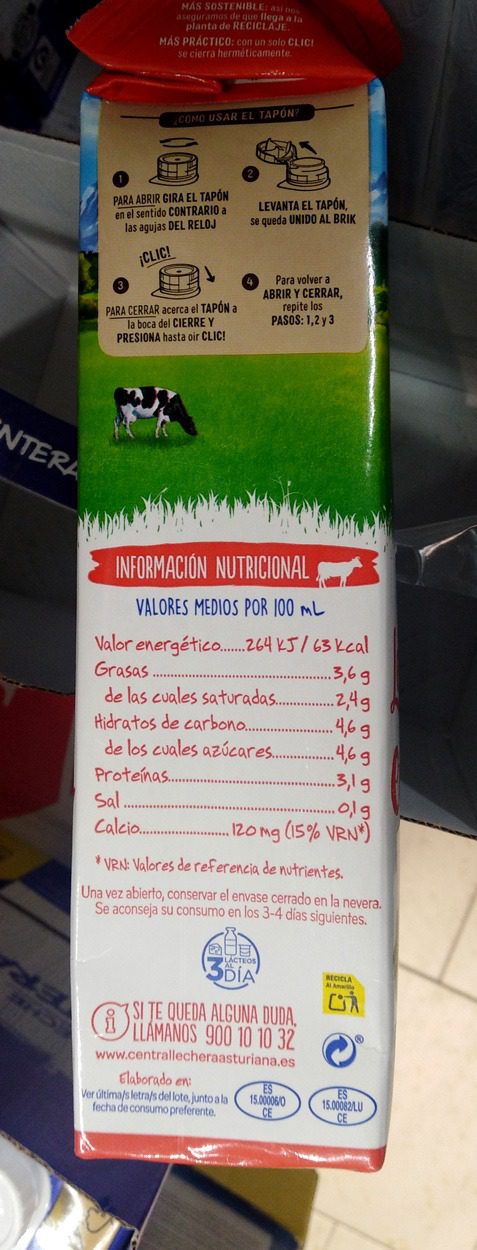 MÁS SOSTENIBLE: así nos
aseguramos de que llega a la
planta de RECICLAJE.
MÁS PRÁCTICO: con un solo CLIC!
se cierra herméticamente.
¿CÓMO USAR EL TAPÓN?
1
PARA ABRIR GIRA EL TAPÓN
en el sentido CONTRARIO a
las agujas DEL RELOJ
2
LEVANTA EL TAPÓN,
se queda UNIDO AL BRIK
¡CLIC!
3
PARA CERRAR acerca el TAPÓN a
la boca del CIERRE Y
PRESIONA hasta oir CLIC!
4
Para volver a
ABRIR Y CERRAR,
repite los
PASOS: 1,2 y 3
ENTERA
INFORMACIÓN NUTRICIONAL
VALORES MEDIOS POR 100 mL
Valor energético.......264 kJ / 63 kcal
Grasas..............................3,6 g
de las cuales saturadas..............2,4 g
Hidratos de carbono....................4,6 g
de los cuales azúcares...............4,6 g
Proteínas..............................3,1 g
Sal..............................0,1 g
Calcio....................120 mg (15% VRN*)
* VRN: Valores de referencia de nutrientes.
Una vez abierto, conservar el envase cerrado en la nevera.
Se aconseja su consumo en los 3-4 días siguientes.
3 LÁCTEOS
AL
DÍA
RECICLA
Al Amarillo
i
SI TE QUEDA ALGUNA DUDA,
LLÁMANOS 900 10 10 32
www.centrallecheraasturiana.es
®
Elaborado en:
Ver última/s letra/s del lote, junto a la
fecha de consumo preferente.
ES
15.00006/O
CE
ES
15.00082/LU
CE